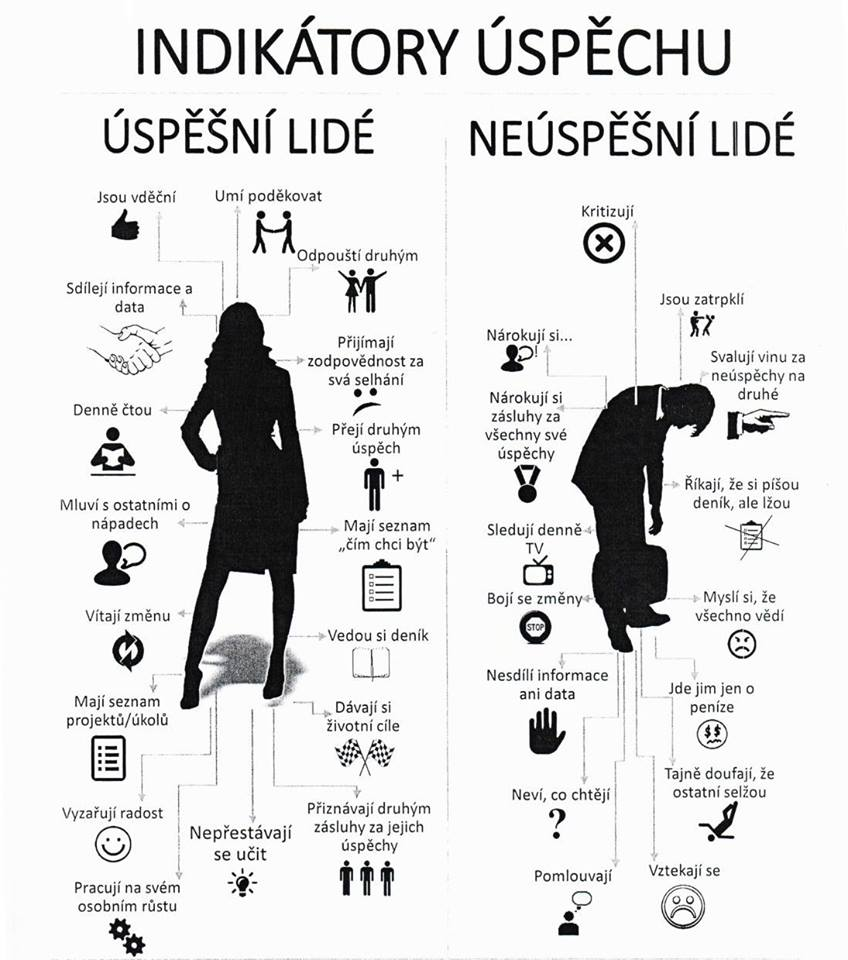 INDIKÁTORY ÚSPĚCHU
ÚSPĚŠNÍ LIDÉ
Jsou vděční
Umí poděkovat
Odpouští druhým
Sdílejí informace a
data
Přijímají
zodpovědnost za
svá selhání
Denně čtou
Přejí druhým
úspěch
+
Mluví s ostatními o
nápadech
Mají seznam
„čím chci být“
Vítají změnu
Vedou si deník
Mají seznam
projektů/úkolů
Dávají si
životní cíle
Vyzařují radost
Nepřestávají
se učit
Přiznávají druhým
zásluhy za jejich
úspěchy
Pracují na svém
osobním růstu
NEÚSPĚŠNÍ LIDÉ
Kritizují
Jsou zatrpklí
Nárokují si...
!
Svalují vinu za
neúspěchy na
druhé
Nárokují si
zásluhy za
všechny své
úspěchy
Říkají, že si píšou
deník, ale lžou
Sledují denně
TV
Bojí se změny
STOP
Myslí si, že
všechno vědí
Nesdílí informace
ani data
Jde jim jen o
peníze
$$
Neví, co chtějí
?
Tajně doufají, že
ostatní selžou
Pomlouvají
Vztekají se